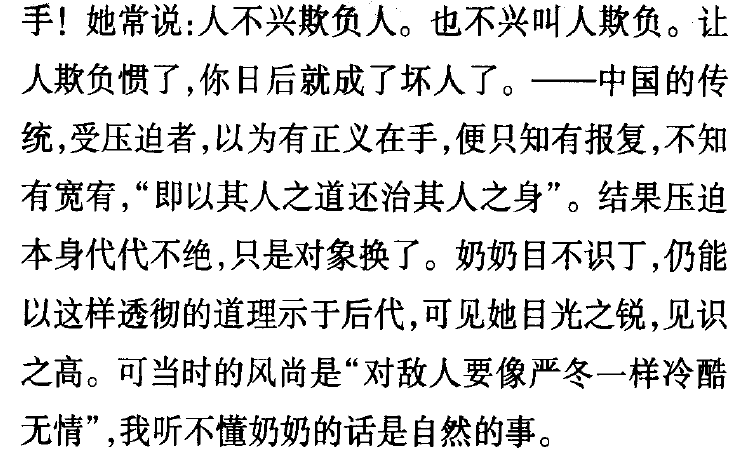 手！她常说:人不兴欺负人。也不兴叫人欺负。让
人欺负惯了,你日后就成了坏人了。——中国的传
统,受压迫者,以为有正义在手,便只知有报复,不知
有宽宥,“即以其人之道还治其人之身”。结果压迫
本身代代不绝,只是对象换了。奶奶目不识丁,仍能
以这样透彻的道理示于后代,可见她目光之锐,见识
之高。可当时的风尚是“对敌人要像严冬一样冷酷
无情”,我听不懂奶奶的话是自然的事。